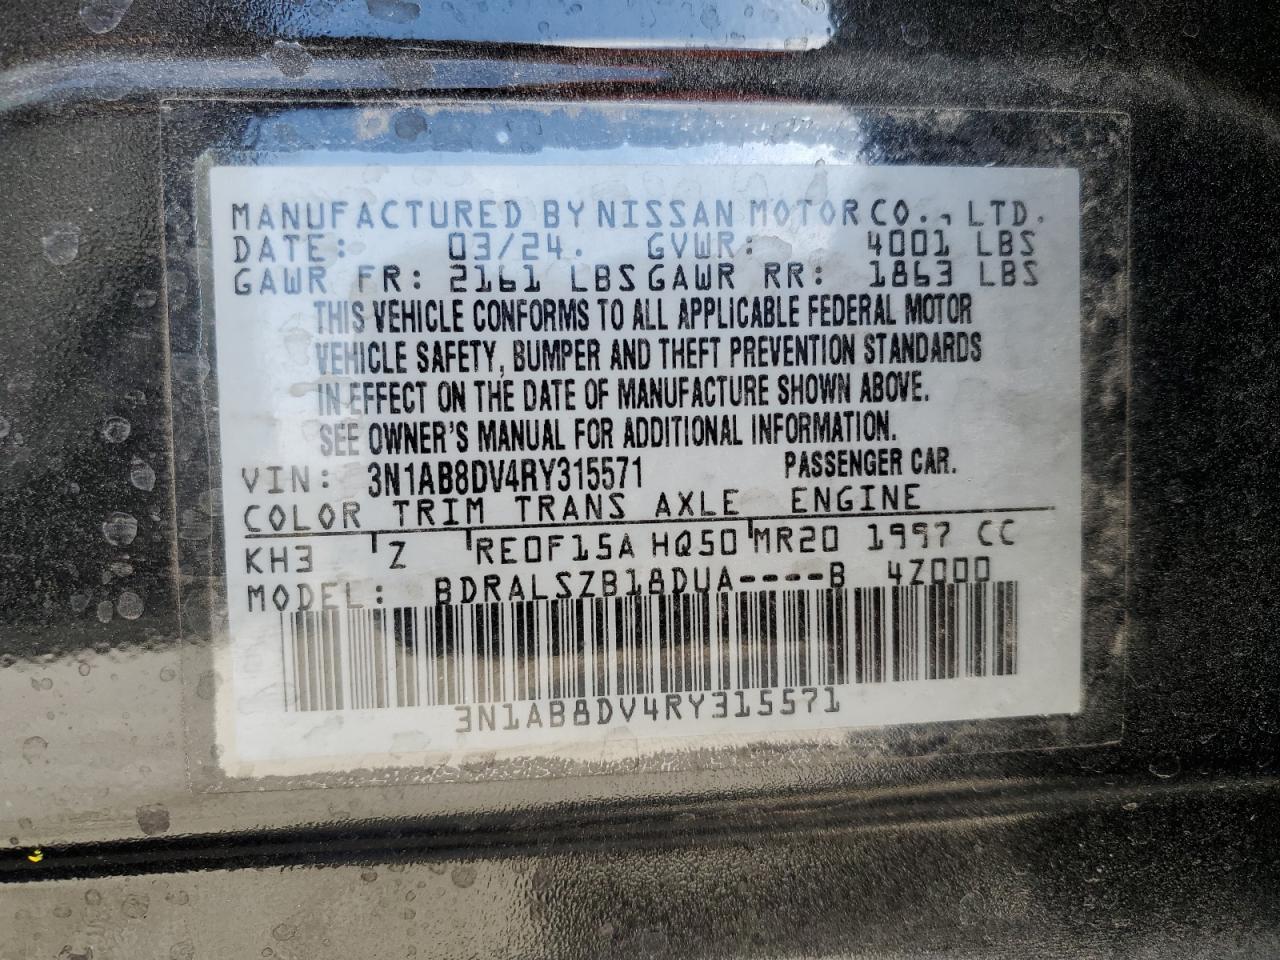 MANUFACTURED BY NISSAN MOTOR CO., LTD.
DATE: 03/24. GVWR: 4001 LBS
GAWR FR: 2161 LBS GAWR RR: 1863 LBS
THIS VEHICLE CONFORMS TO ALL APPLICABLE FEDERAL MOTOR
VEHICLE SAFETY, BUMPER AND THEFT PREVENTION STANDARDS
IN EFFECT ON THE DATE OF MANUFACTURE SHOWN ABOVE.
SEE OWNER'S MANUAL FOR ADDITIONAL INFORMATION.
VIN: 3N1AB8DV4RY315571 PASSENGER CAR.
COLOR TRIM TRANS AXLE ENGINE
KH3 Z RE0F15A HQ50 MR20 1997 CC
MODEL: BDRALSZB18DUA----B 4Z000
3N1AB8DV4RY315571